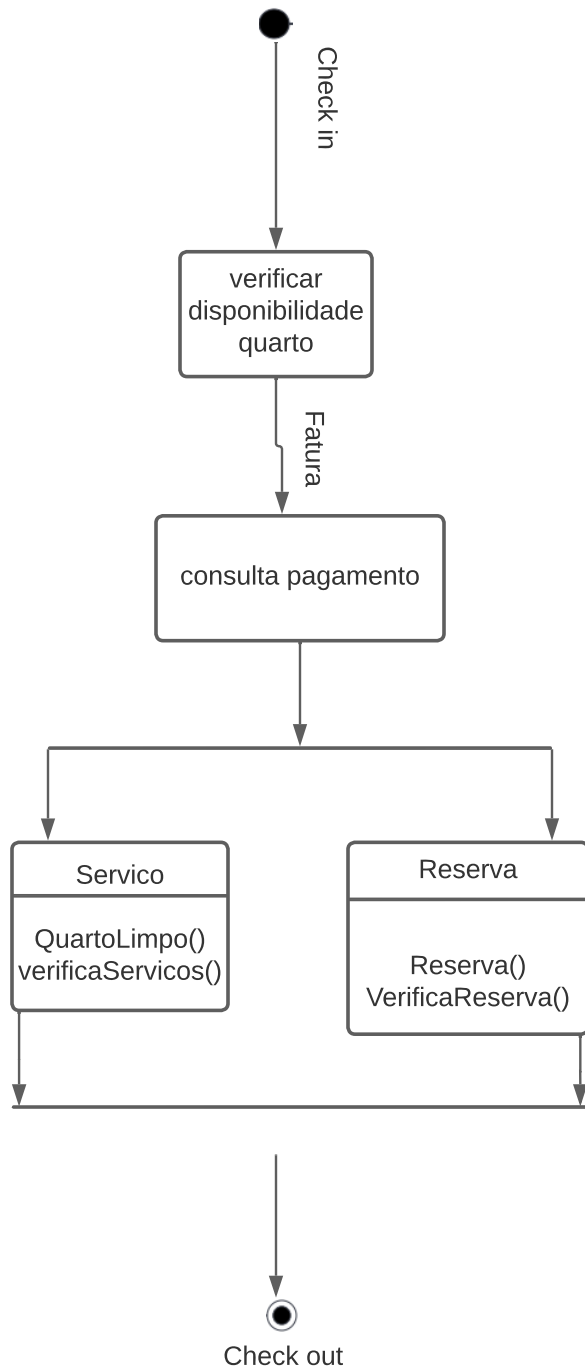 Check in
verificar
disponibilidade
quarto
Fatura
consulta pagamento
Servico
QuartoLimpo()
verificaServicos()
Reserva
Reserva()
VerificaReserva()
Check out